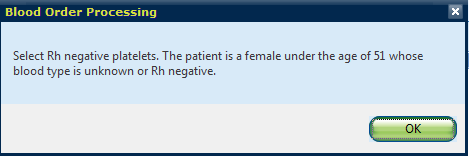 Blood Order Processing
Select Rh negative platelets. The patient is a female under the age of 51 whose
blood type is unknown or Rh negative.
OK